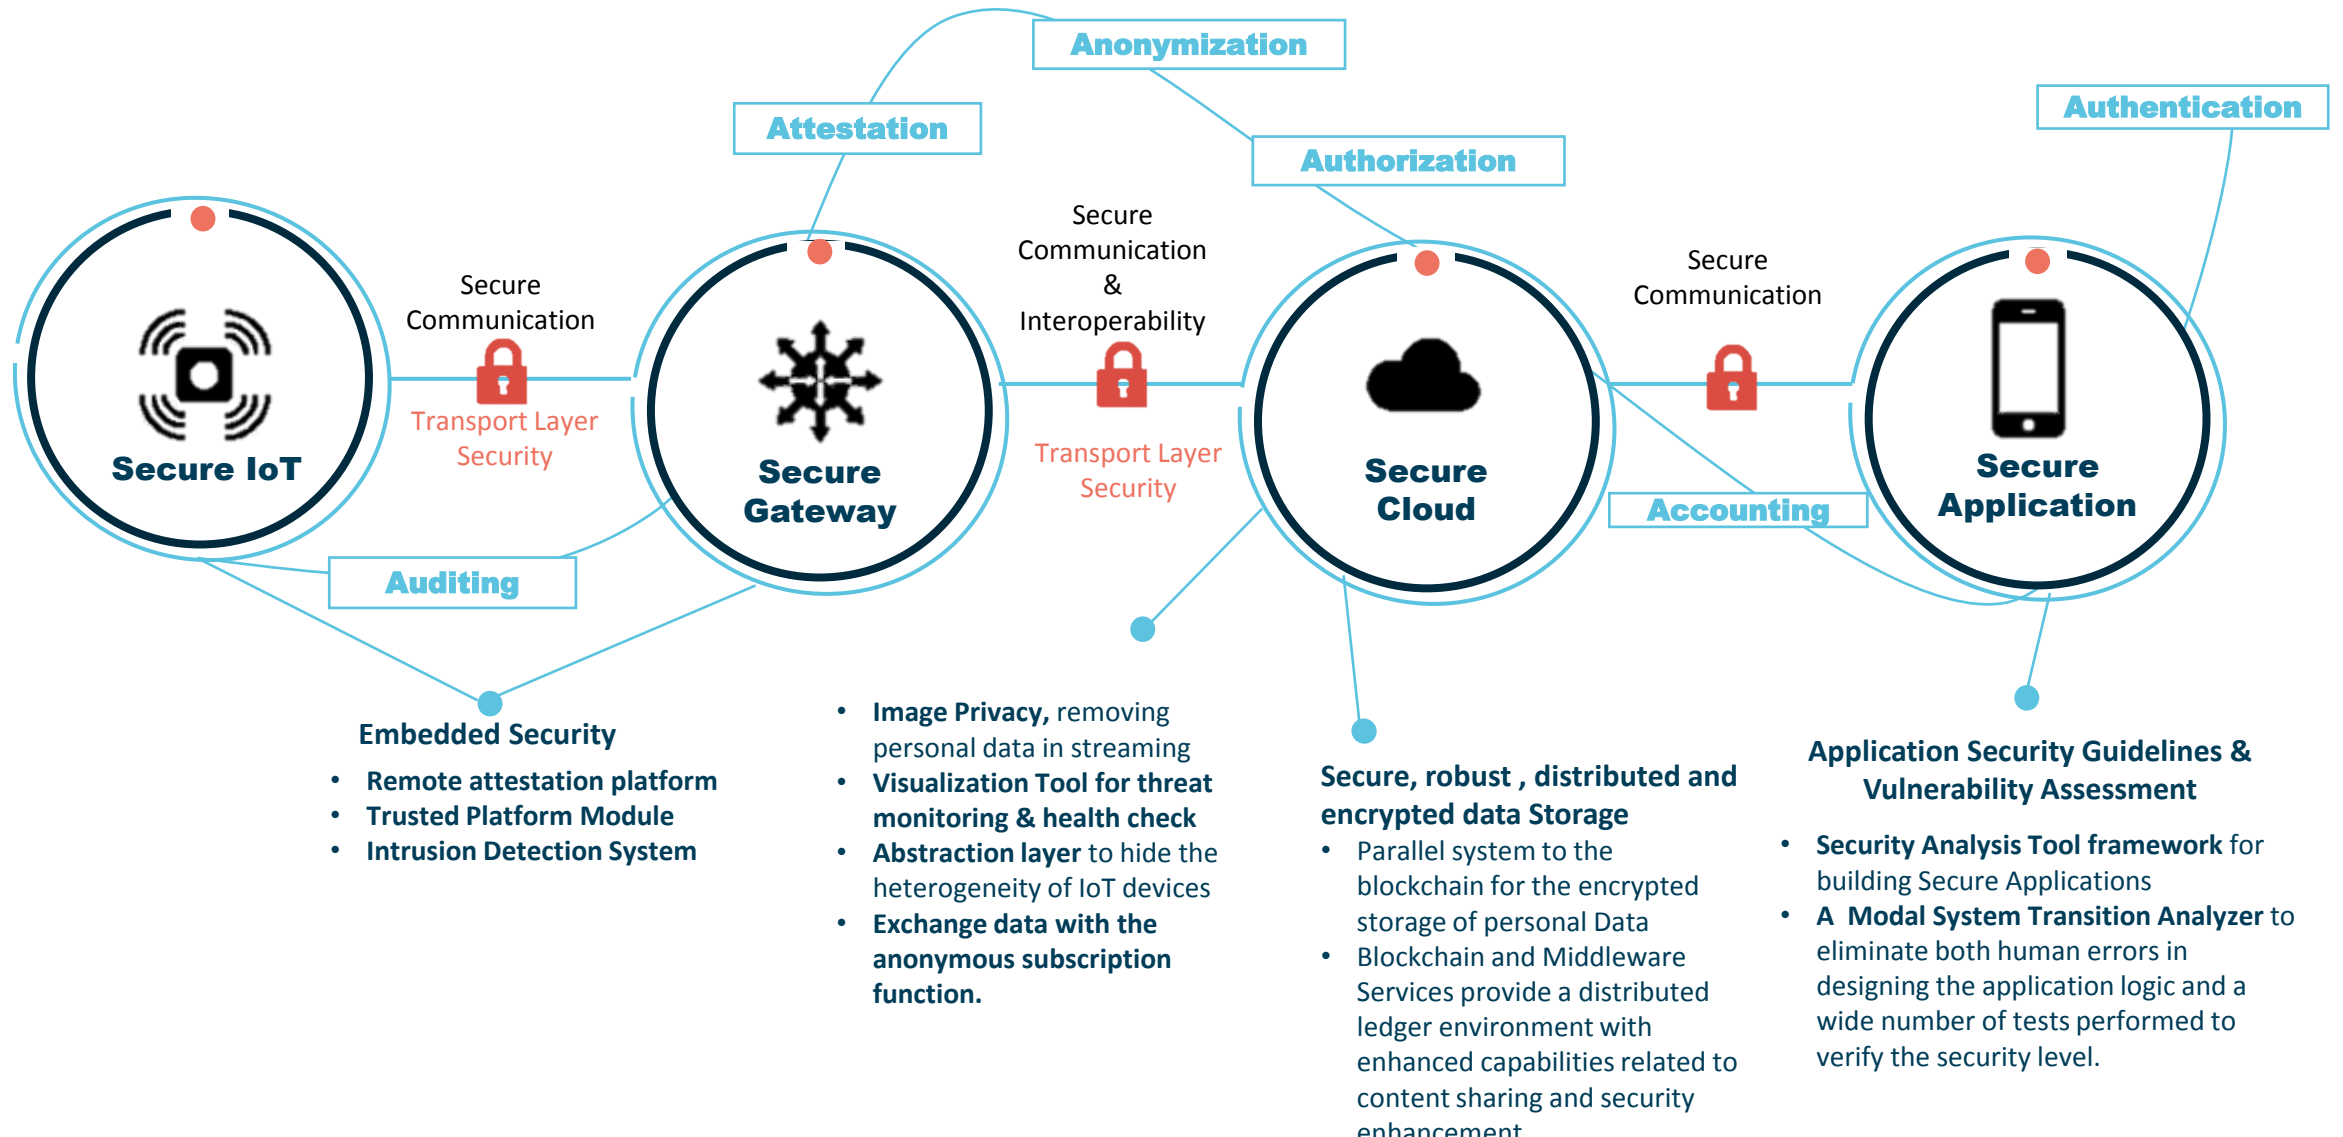 Anonymization
Attestation
Authorization
Authentication
Secure
Communication
Transport Layer
Security
Secure
Communication
&
Interoperability
Transport Layer
Security
Secure
Communication
Secure IoT
Secure
Gateway
Secure
Cloud
Secure
Application
Auditing
Accounting
Embedded Security
• Remote attestation platform
• Trusted Platform Module
• Intrusion Detection System
• Image Privacy, removing
personal data in streaming
• Visualization Tool for threat
monitoring & health check
• Abstraction layer to hide the
heterogeneity of IoT devices
• Exchange data with the
anonymous subscription
function.
Secure, robust , distributed and
encrypted data Storage
• Parallel system to the
blockchain for the encrypted
storage of personal Data
• Blockchain and Middleware
Services provide a distributed
ledger environment with
enhanced capabilities related to
content sharing and security
enhancement
Application Security Guidelines &
Vulnerability Assessment
• Security Analysis Tool framework for
building Secure Applications
• A Modal System Transition Analyzer to
eliminate both human errors in
designing the application logic and a
wide number of tests performed to
verify the security level.